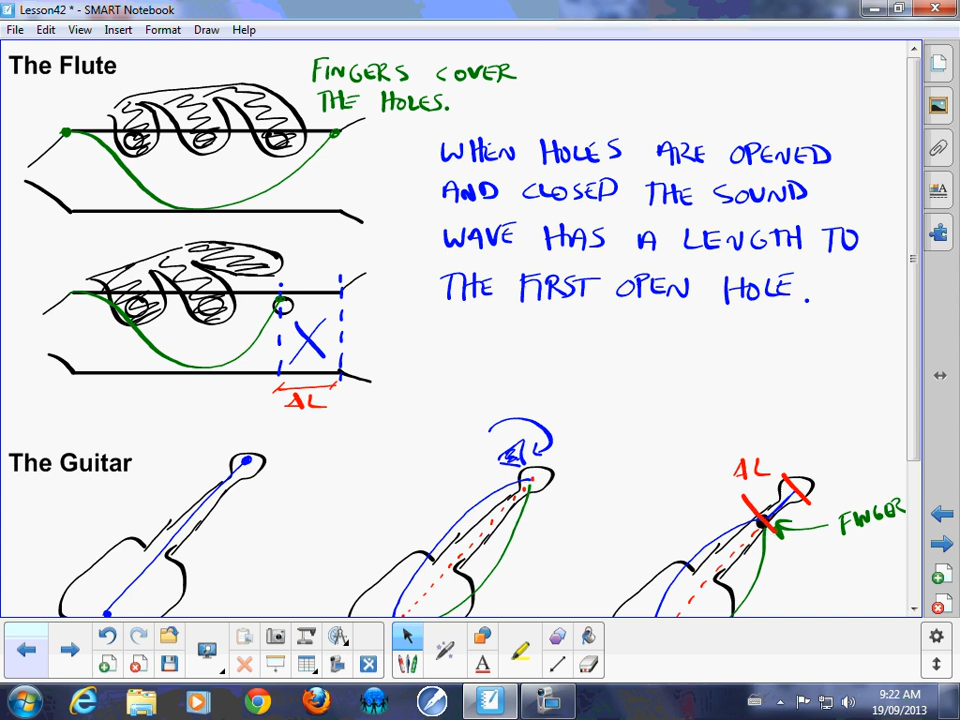 Lesson42 * - SMART Notebook
File Edit View Insert Format Draw Help
The Flute
FINGERS COVER
THE HOLES.
WHEN HOLES ARE OPENED
AND CLOSED THE SOUND
WAVE HAS A LENGTH TO
THE FIRST OPEN HOLE.
ΔL
The Guitar
ΔL
FINGER
9:22 AM
19/09/2013